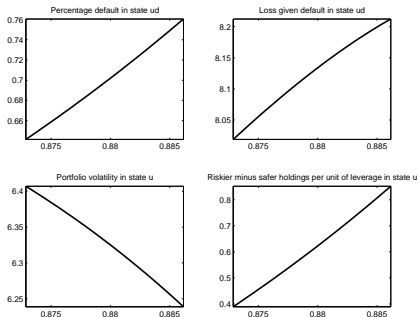 Percentage default in state ud
0.76
0.74
0.72
0.7
0.68
0.66
0.875 0.88 0.885
Loss given default in state ud
8.2
8.15
8.1
8.05
0.875 0.88 0.885
Portfolio volatility in state u
6.4
6.35
6.3
6.25
0.875 0.88 0.885
Riskier minus safer holdings per unit of leverage in state u
0.8
0.7
0.6
0.5
0.4
0.875 0.88 0.885